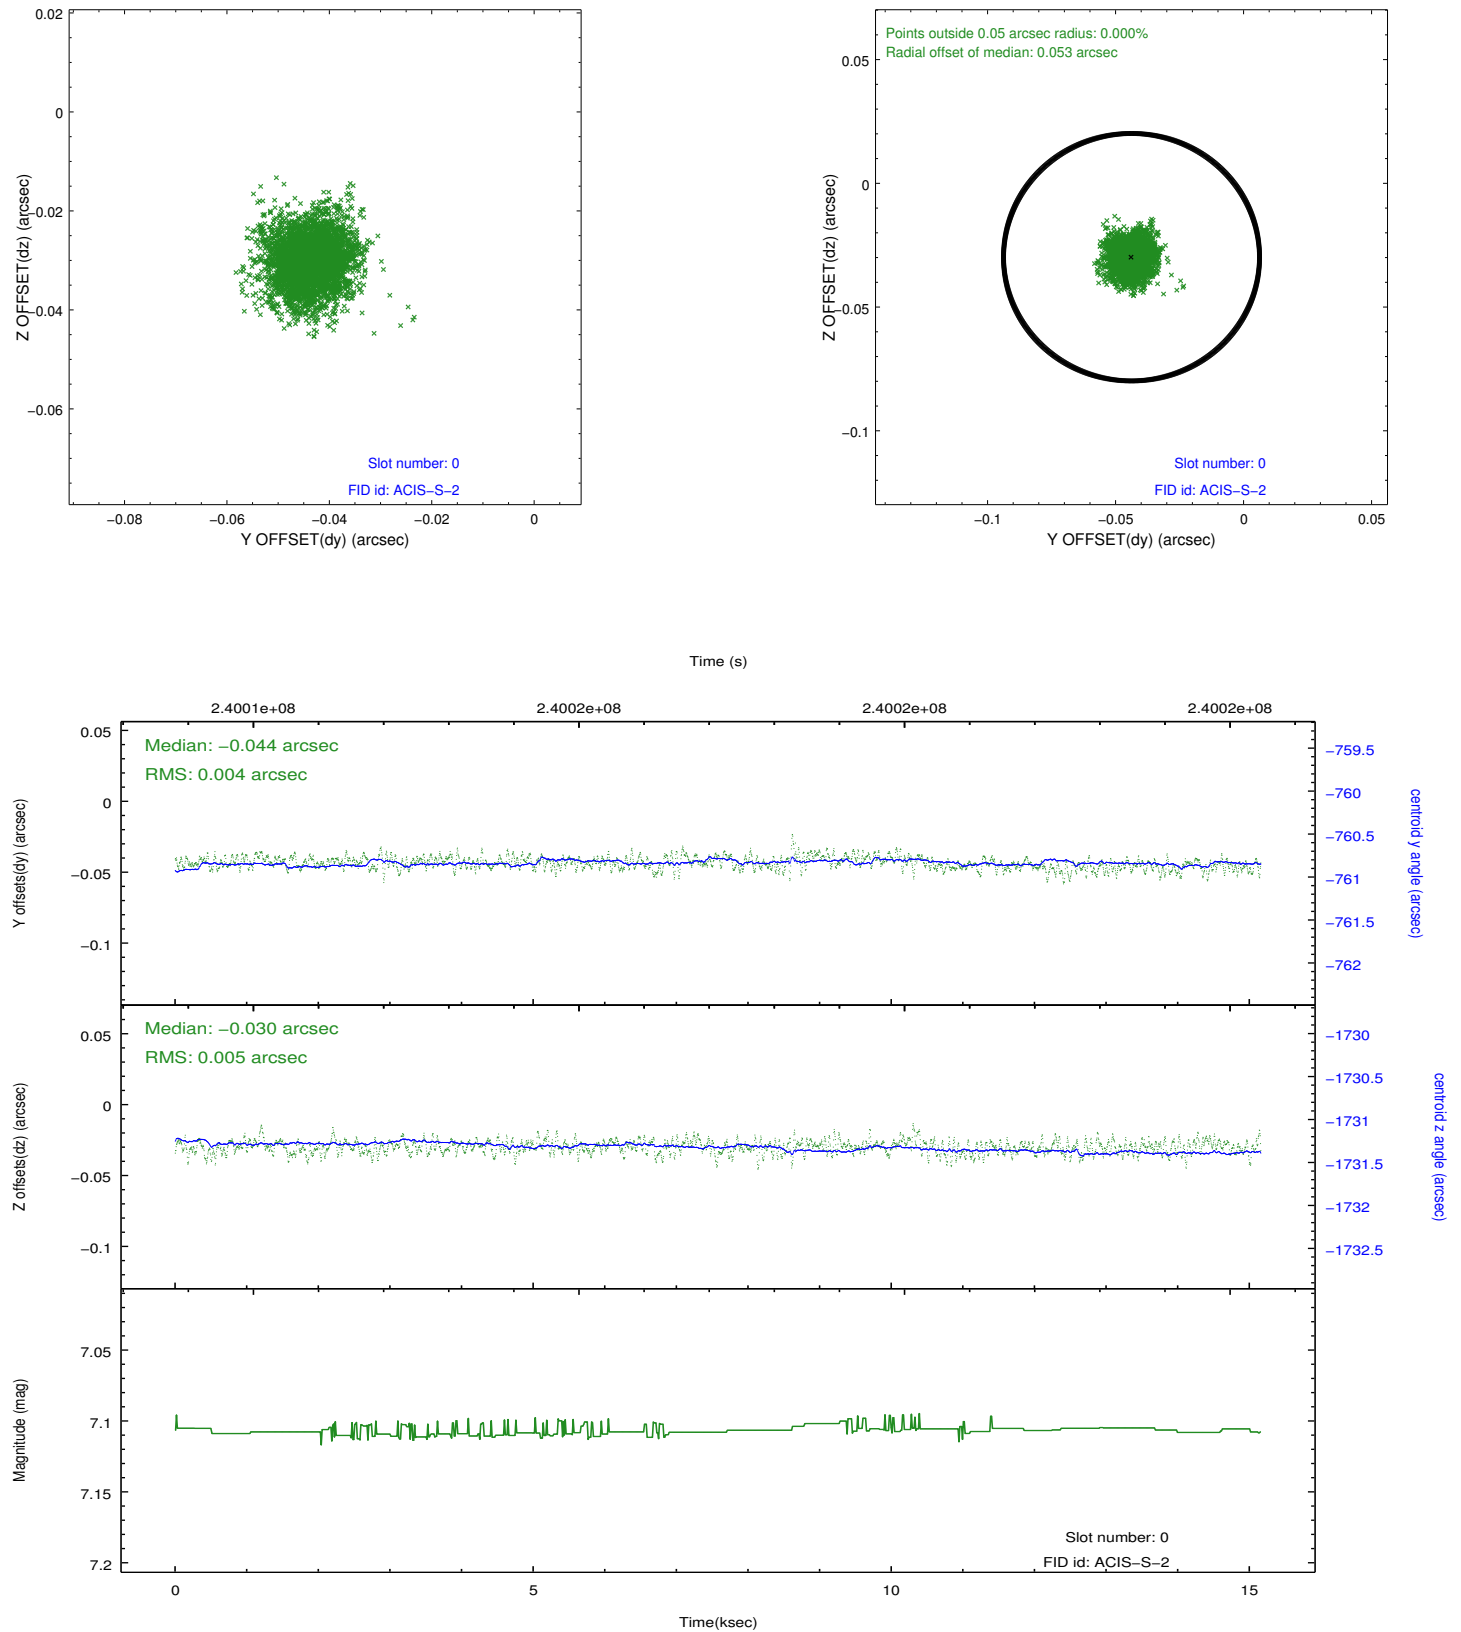 0.02
0
−0.02
−0.04
−0.06
Z OFFSET(dz) (arcsec)
Slot number: 0
FID id: ACIS−S−2
−0.08
−0.06
−0.04
−0.02
0
Y OFFSET(dy) (arcsec)
Points outside 0.05 arcsec radius: 0.000%
Radial offset of median: 0.053 arcsec
0.05
0
−0.05
−0.1
Z OFFSET(dz) (arcsec)
Slot number: 0
FID id: ACIS−S−2
−0.1
−0.05
0
0.05
Y OFFSET(dy) (arcsec)
Time (s)
2.4001e+08
2.4002e+08
2.4002e+08
2.4002e+08
0.05
0
−0.05
−0.1
Y offsets(dy) (arcsec)
Median: −0.044 arcsec
RMS: 0.004 arcsec
−759.5
−760
−760.5
−761
−761.5
−762
centroid y angle (arcsec)
0.05
0
−0.05
−0.1
Z offsets(dz) (arcsec)
Median: −0.030 arcsec
RMS: 0.005 arcsec
−1730
−1730.5
−1731
−1731.5
−1732
−1732.5
centroid z angle (arcsec)
7.05
7.1
7.15
7.2
Magnitude (mag)
Slot number: 0
FID id: ACIS−S−2
0
5
10
15
Time(ksec)